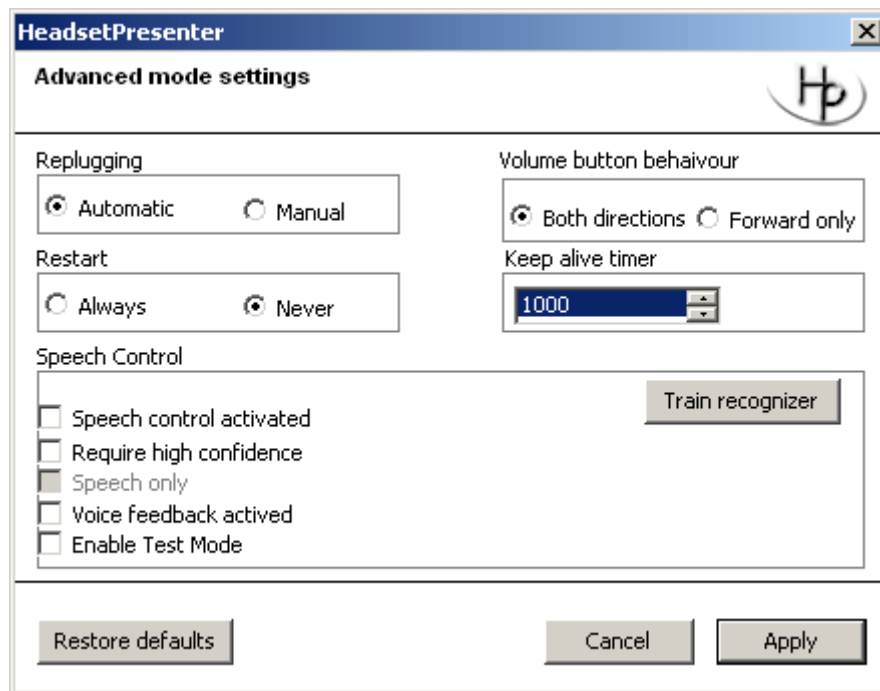 HeadsetPresenter
Advanced mode settings
Hp
Replugging
Automatic Manual
Volume button behaivour
Both directions Forward only
Restart
Always Never
Keep alive timer
1000
Speech Control
Train recognizer
Speech control activated
Require high confidence
Speech only
Voice feedback actived
Enable Test Mode
Restore defaults Cancel Apply